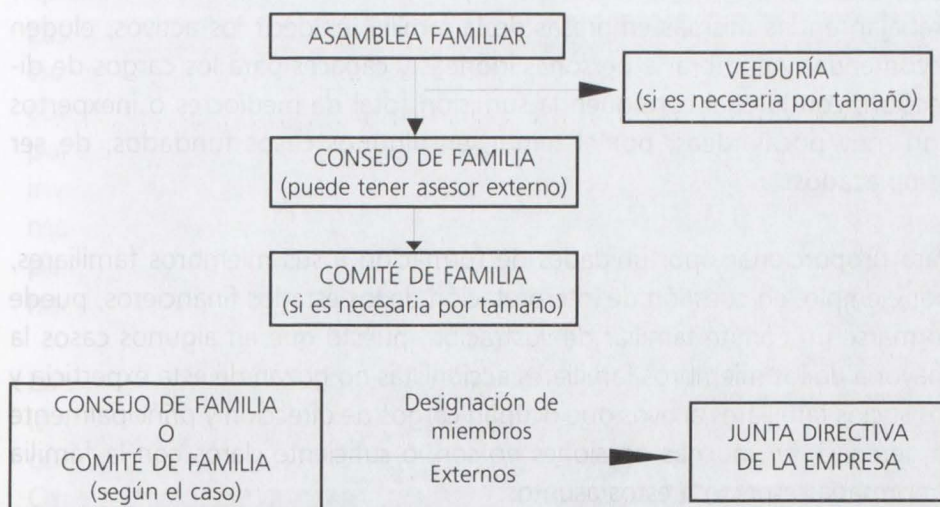 ASAMBLEA FAMILIAR
VEEDURÍA
(si es necesaria por tamaño)
CONSEJO DE FAMILIA
(puede tener asesor externo)
COMITÉ DE FAMILIA
(si es necesaria por tamaño)
CONSEJO DE FAMILIA
O
COMITÉ DE FAMILIA
(según el caso)
Designación de
miembros
Externos
JUNTA DIRECTIVA
DE LA EMPRESA